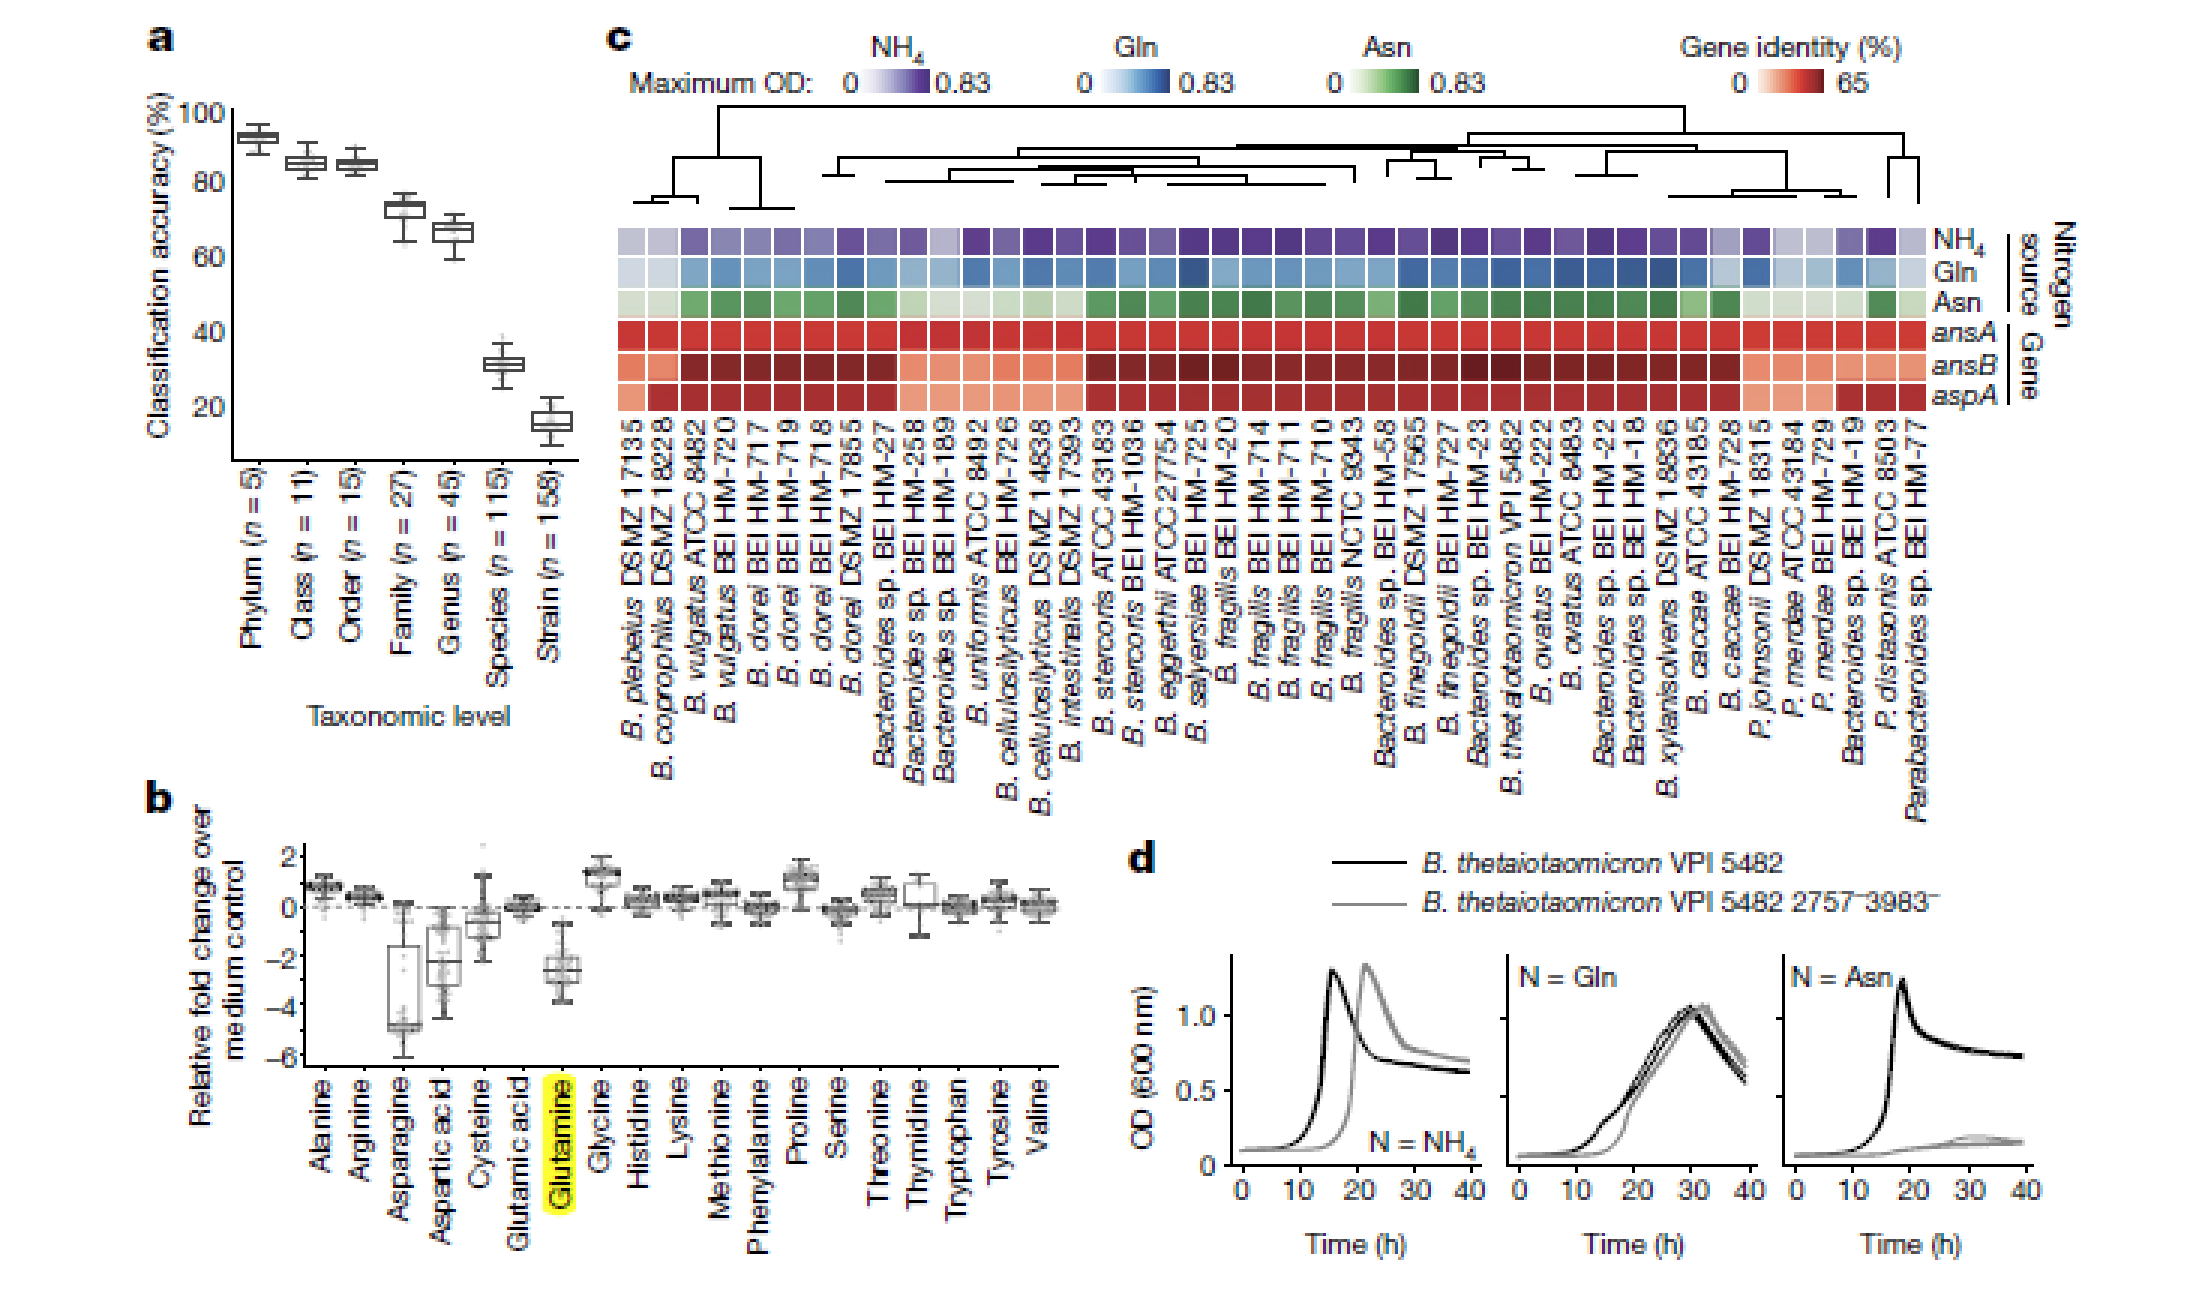 a
Classification accuracy (%)
100
80
60
40
20
Phylum (n = 5)
Class (n = 11)
Order (n = 15)
Family (n = 27)
Genus (n = 45)
Species (n = 115)
Strain (n = 158)
Taxonomic level
c
NH4 Gln Asn Gene identity (%)
Maximum OD: 0 0.83 0 0.83 0 0.83 0 65
NH4
Gln
Asn
ansA
ansB
aspA
Nitrogen source
Gene
B. plebeius DSMZ 17135
B. coprophilus DSMZ 18228
B. vulgatus ATCC 8482
B. vulgatus BEI HM-720
B. dorei BEI HM-717
B. dorei BEI HM-719
B. dorei BEI HM-718
B. dorei DSMZ 17855
Bacteroides sp. BEI HM-27
Bacteroides sp. BEI HM-258
Bacteroides sp. BEI HM-189
B. uniformis ATCC 8492
B. cellulosilyticus BEI HM-726
B. cellulosilyticus DSMZ 14838
B. intestinalis DSMZ 17393
B. stercoris ATCC 43183
B. stercoris BEI HM-1036
B. eggerthii ATCC 27754
B. salyersiae BEI HM-725
B. fragilis BEI HM-20
B. fragilis BEI HM-714
B. fragilis BEI HM-711
B. fragilis BEI HM-710
B. fragilis NCTC 9343
Bacteroides sp. BEI HM-58
B. finegoldii DSMZ 17565
B. finegoldii BEI HM-727
Bacteroides sp. BEI HM-23
B. thetaiotaomicron VPI 5482
B. ovatus BEI HM-222
B. ovatus ATCC 8483
Bacteroides sp. BEI HM-22
Bacteroides sp. BEI HM-18
B. xylanisolvens DSMZ 18836
B. caccae ATCC 43185
B. caccae BEI HM-728
P. johnsonii DSMZ 18315
P. merdae ATCC 43184
P. merdae BEI HM-729
Bacteroides sp. BEI HM-19
P. distasonis ATCC 8503
Parabacteroides sp. BEI HM-77
b
Relative fold change over
medium control
2
0
−2
−4
−6
Alanine
Arginine
Asparagine
Aspartic acid
Cysteine
Glutamic acid
Glutamine
Glycine
Histidine
Lysine
Methionine
Phenylalanine
Proline
Serine
Threonine
Thymidine
Tryptophan
Tyrosine
Valine
d
B. thetaiotaomicron VPI 5482
B. thetaiotaomicron VPI 5482 2757−3983−
OD (600 nm)
1.0
0.5
0
N = NH4
N = Gln
N = Asn
0 10 20 30 40
0 10 20 30 40
0 10 20 30 40
Time (h) Time (h) Time (h)